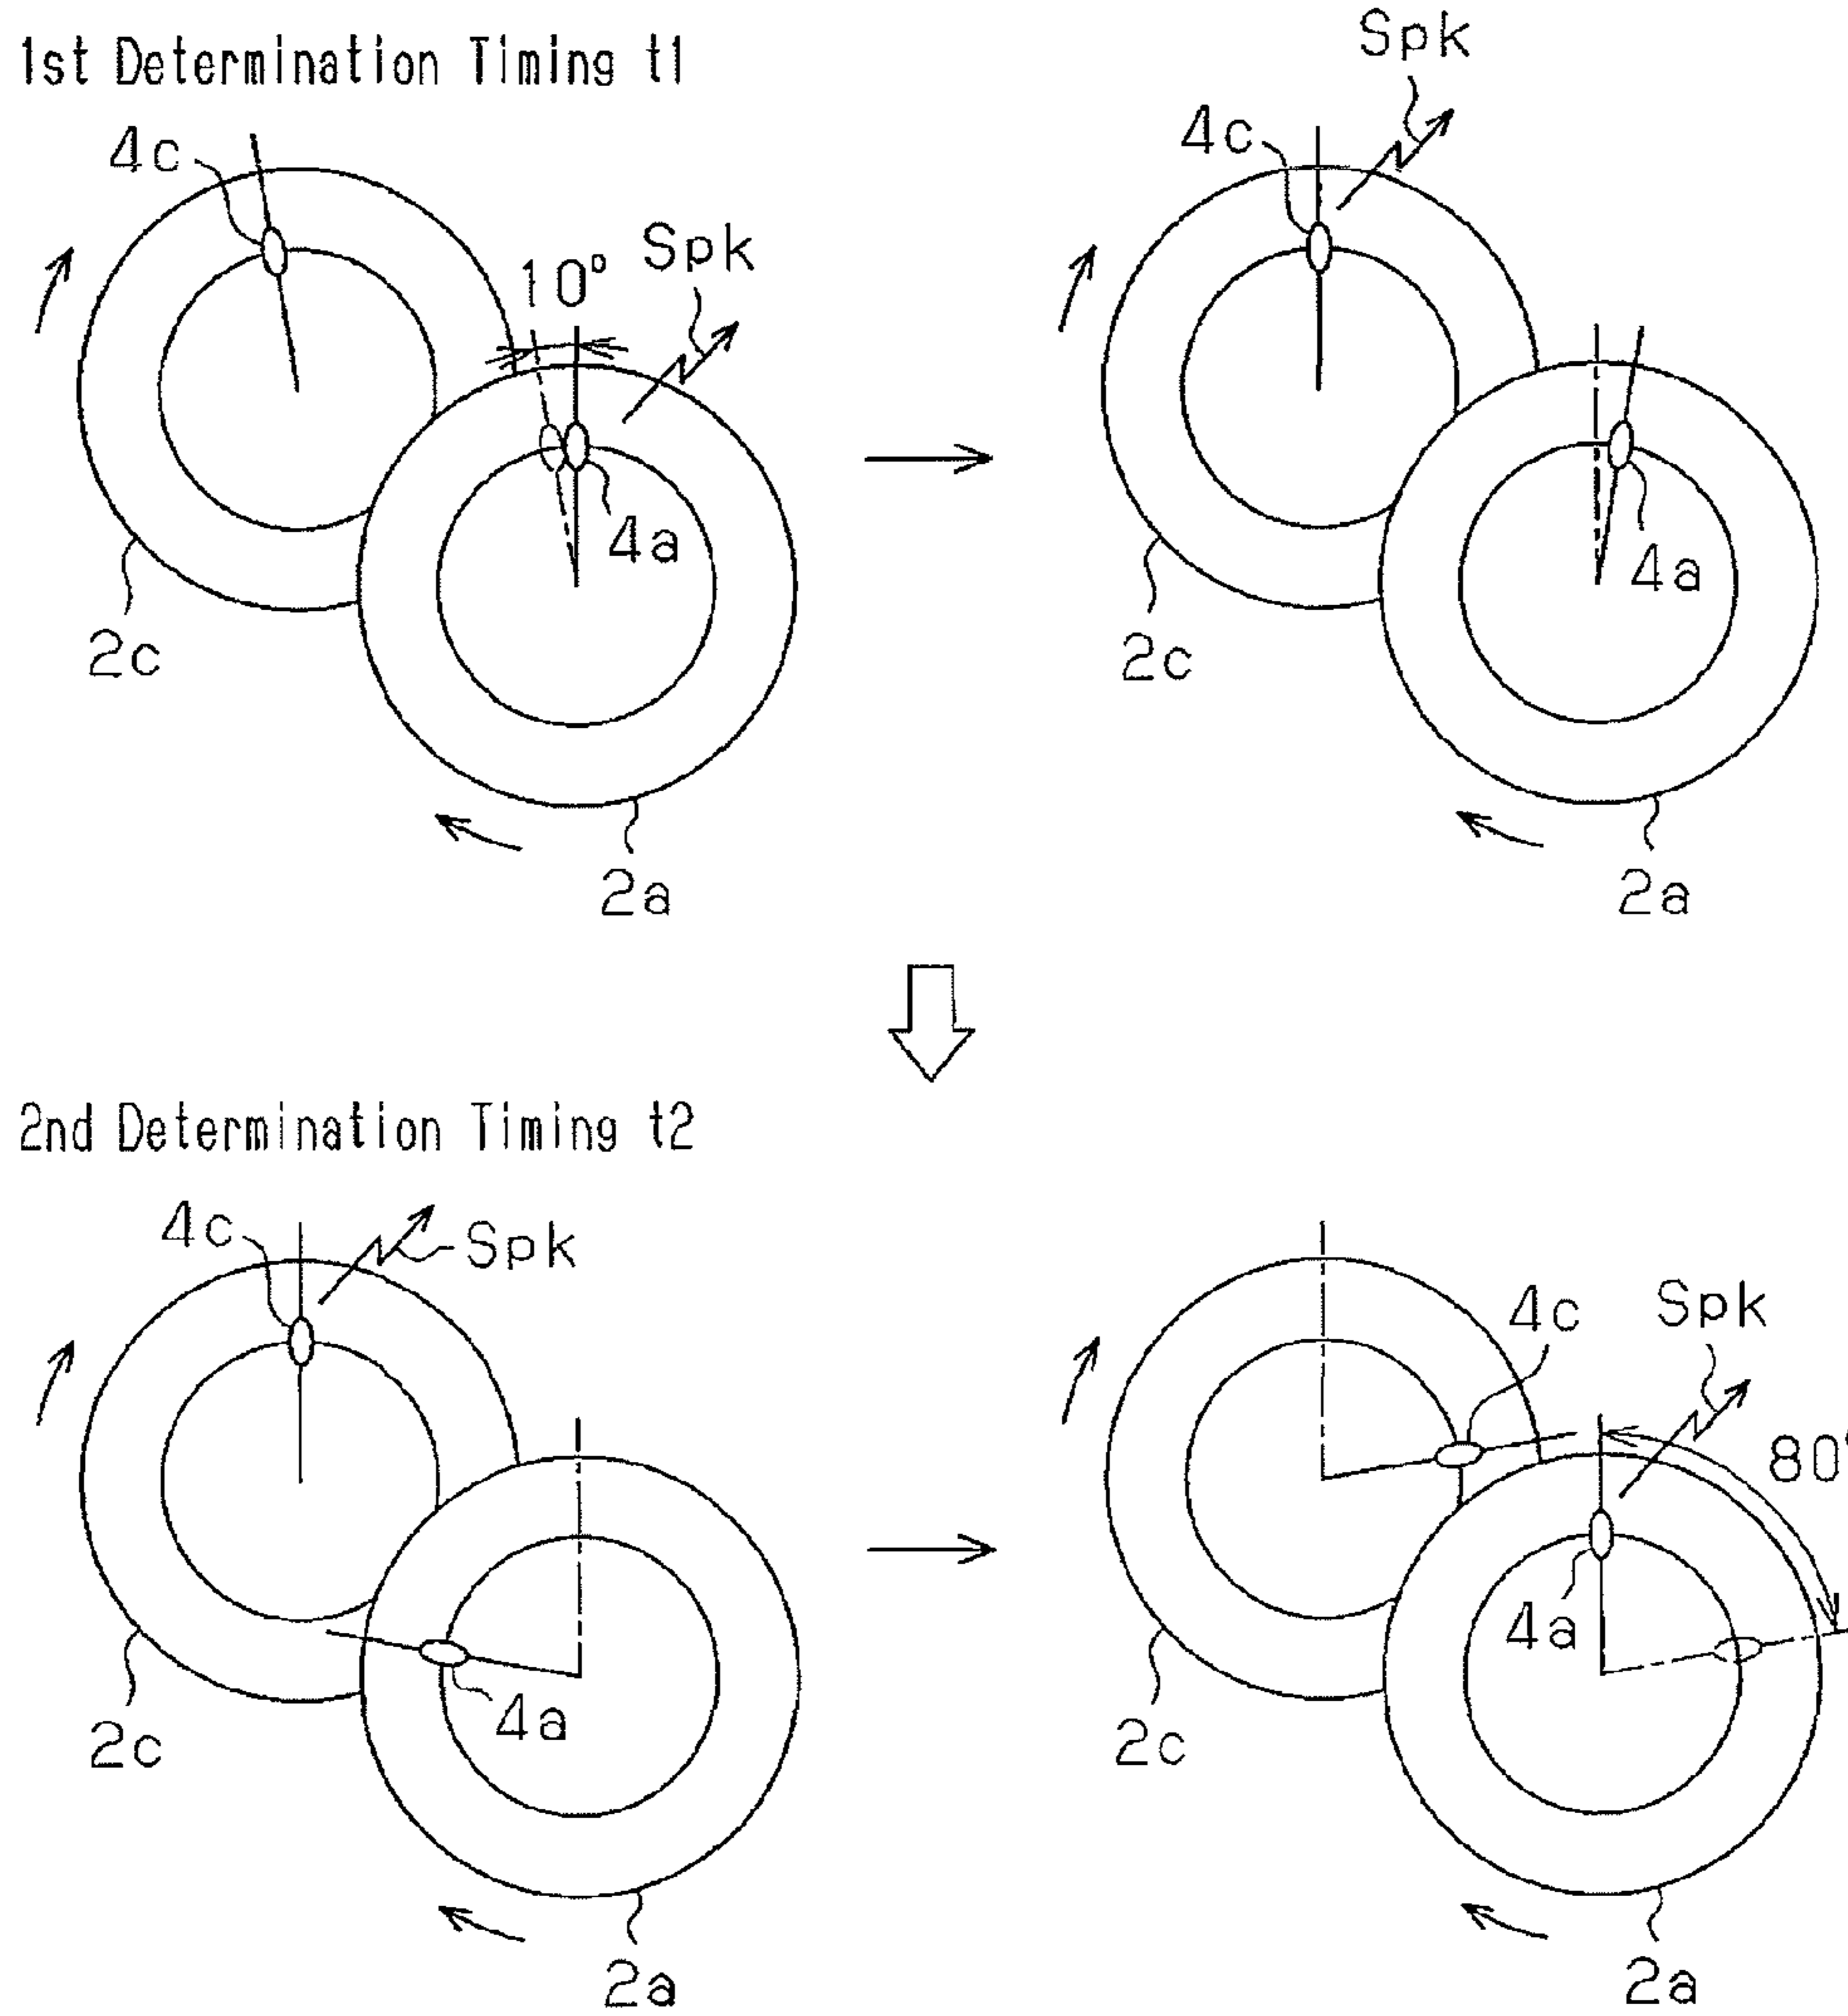 1st Determination Timing t1
Spk
4c
4c
Spk
10°
4a
4a
2c
2c
2a
2a
2nd Determination Timing t2
4c
Spk
4c
Spk
80°
4a
4a
2c
2c
2a
2a